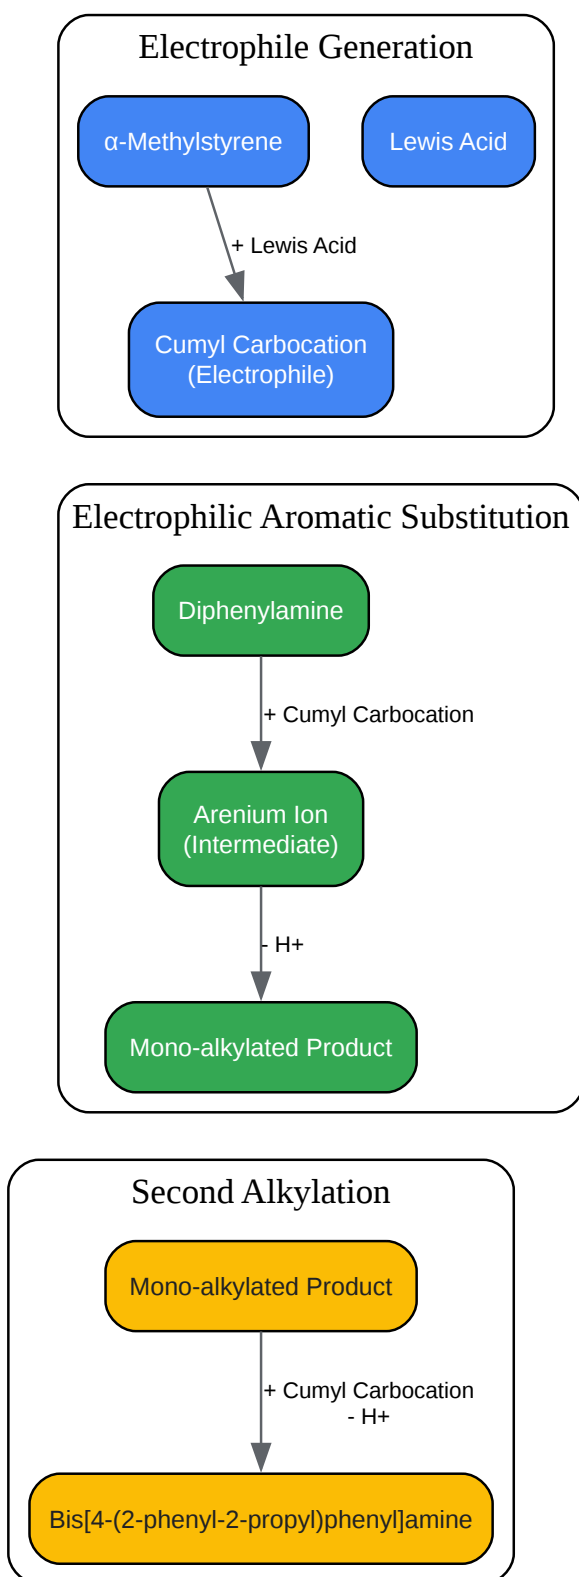 Electrophile Generation
α-Methylstyrene
Lewis Acid
+ Lewis Acid
Cumyl Carbocation
(Electrophile)
Electrophilic Aromatic Substitution
Diphenylamine
+ Cumyl Carbocation
Arenium Ion
(Intermediate)
- H+
Mono-alkylated Product
Second Alkylation
Mono-alkylated Product
+ Cumyl Carbocation
- H+
Bis[4-(2-phenyl-2-propyl)phenyl]amine